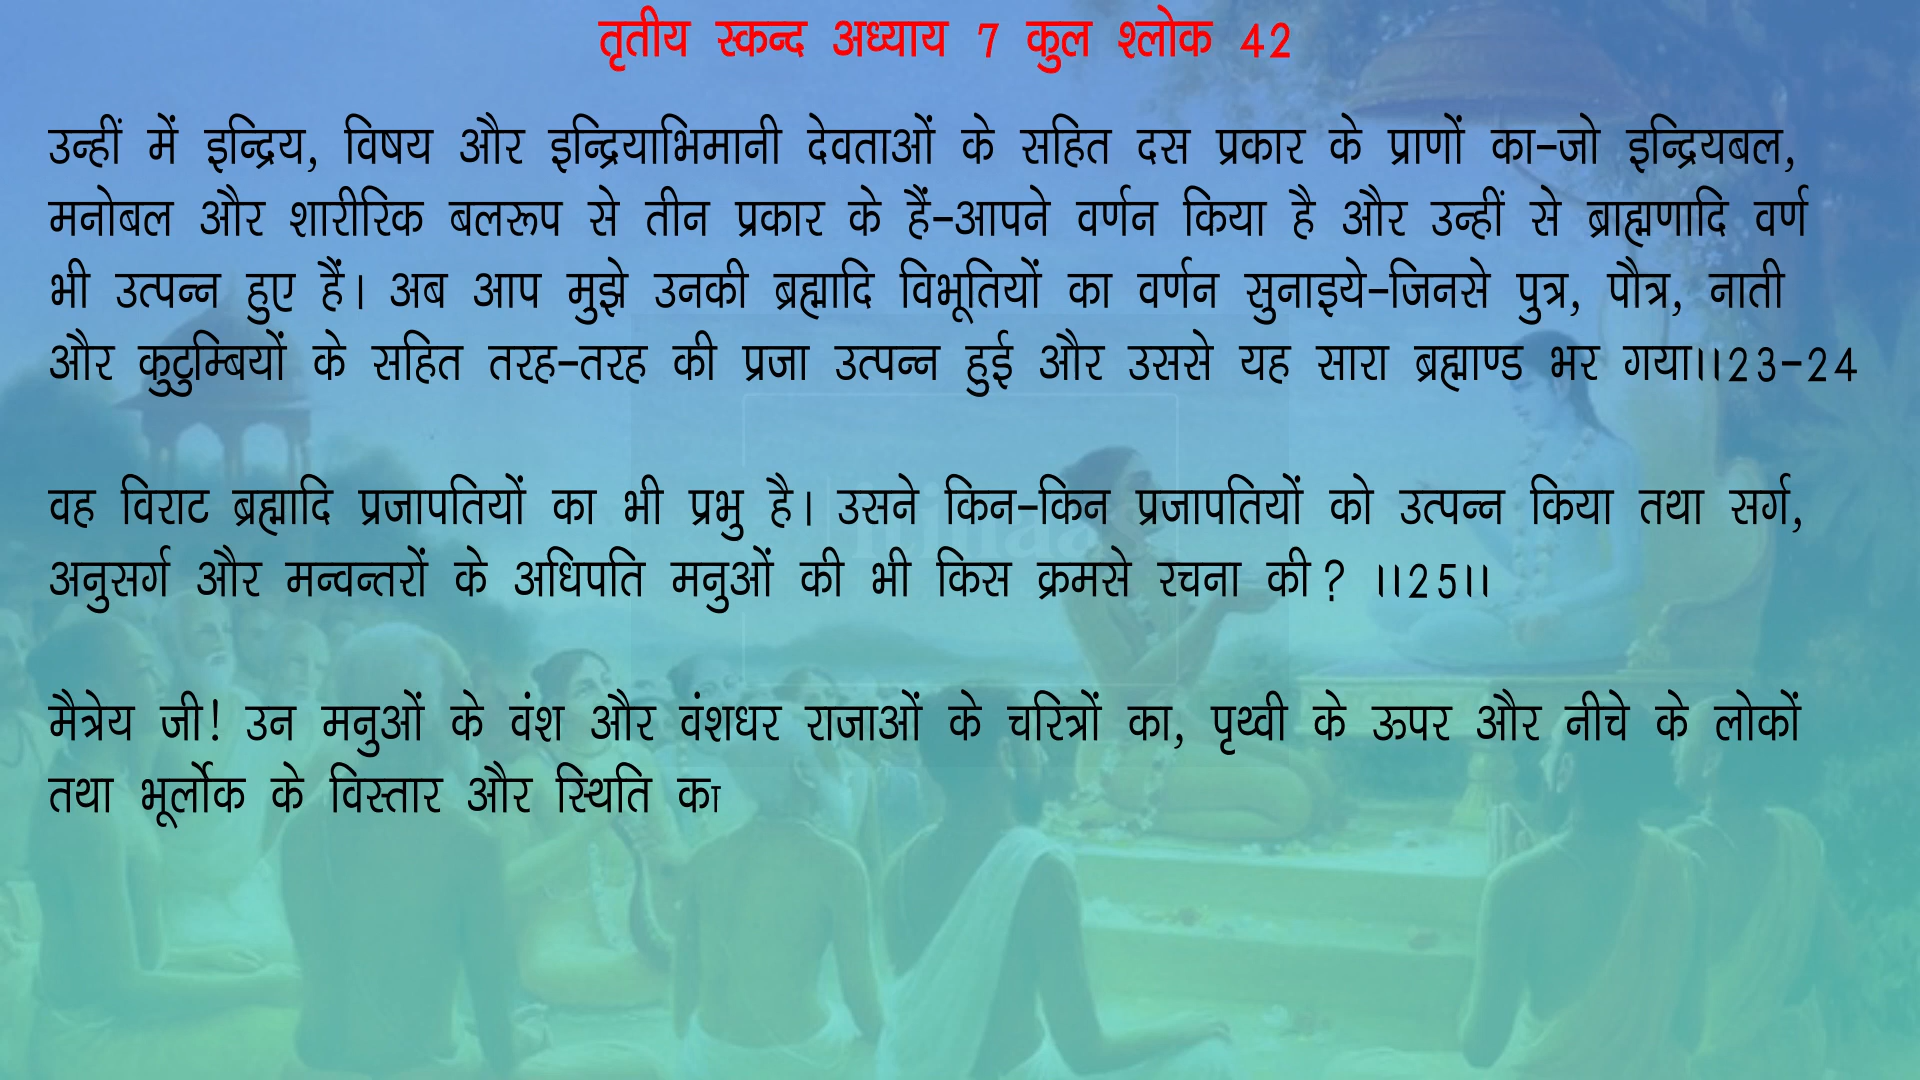 तृतीय स्कन्द अध्याय 7 कुल श्लोक 42
उन्हीं में इन्द्रिय, विषय और इन्द्रियाभिमानी देवताओं के सहित दस प्रकार के प्राणों का-जो इन्द्रियबल,
मनोबल और शारीरिक बलरूप से तीन प्रकार के हैं-आपने वर्णन किया है और उन्हीं से ब्राह्मणादि वर्ण
भी उत्पन्न हुए हैं। अब आप मुझे उनकी ब्रह्मादि विभूतियों का वर्णन सुनाइये-जिनसे पुत्र, पौत्र, नाती
और कुटुम्बियों के सहित तरह-तरह की प्रजा उत्पन्न हुई और उससे यह सारा ब्रह्माण्ड भर गया।।23-24
वह विराट ब्रह्मादि प्रजापतियों का भी प्रभु है। उसने किन-किन प्रजापतियों को उत्पन्न किया तथा सर्ग,
अनुसर्ग और मन्वन्तरों के अधिपति मनुओं की भी किस क्रमसे रचना की? ।।25।।
मैत्रेय जी! उन मनुओं के वंश और वंशधर राजाओं के चरित्रों का, पृथ्वी के ऊपर और नीचे के लोकों
तथा भूर्लोक के विस्तार और स्थिति का